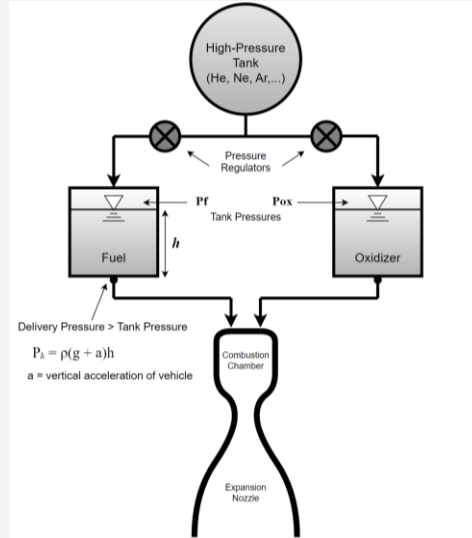 High-Pressure
Tank
(He, Ne, Ar,...)
Pressure
Regulators
Pf
Pox
Tank Pressures
h
Fuel
Oxidizer
Delivery Pressure > Tank Pressure
Pₕ = ρ(g + a)h
a = vertical acceleration of vehicle
Combustion
Chamber
Expansion
Nozzle